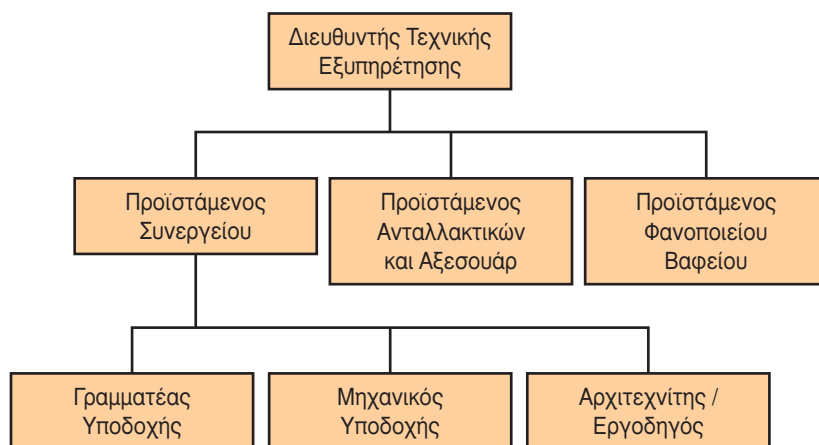 Διευθυντής Τεχνικής
Εξυπηρέτησης
Προϊστάμενος
Συνεργείου
Προϊστάμενος
Ανταλλακτικών
και Αξεσουάρ
Προϊστάμενος
Φανοποιείου
Βαφείου
Γραμματέας
Υποδοχής
Μηχανικός
Υποδοχής
Αρχιτεχνίτης /
Εργοδηγός